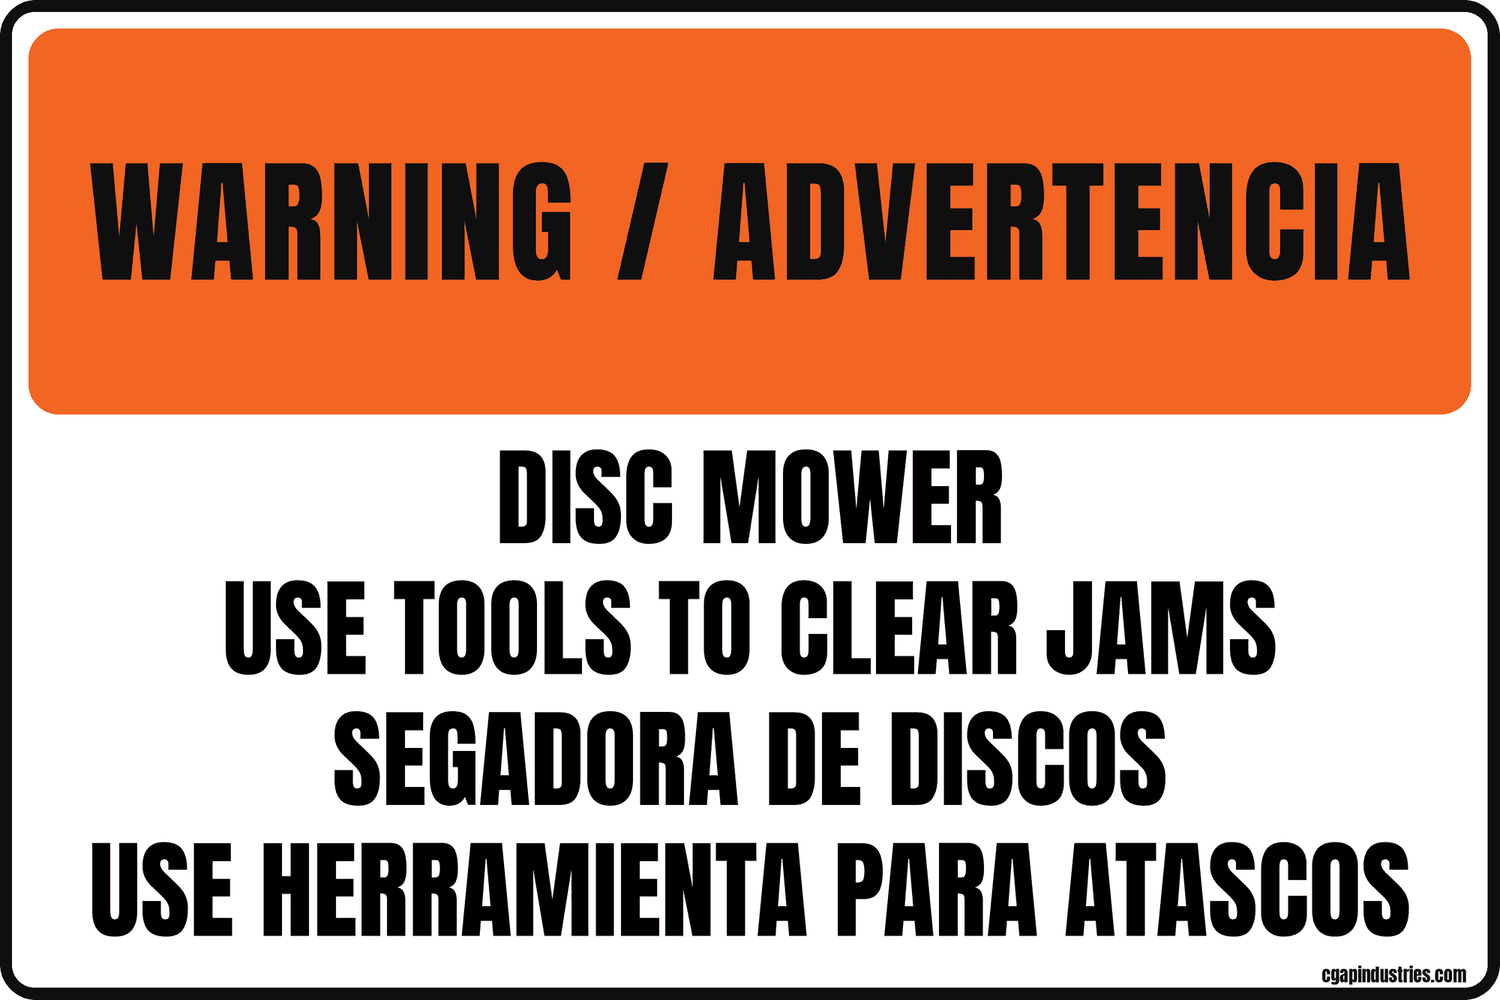 WARNING / ADVERTENCIA
DISC MOWER
USE TOOLS TO CLEAR JAMS
SEGADORA DE DISCOS
USE HERRAMIENTA PARA ATASCOS
cgapindustries.com